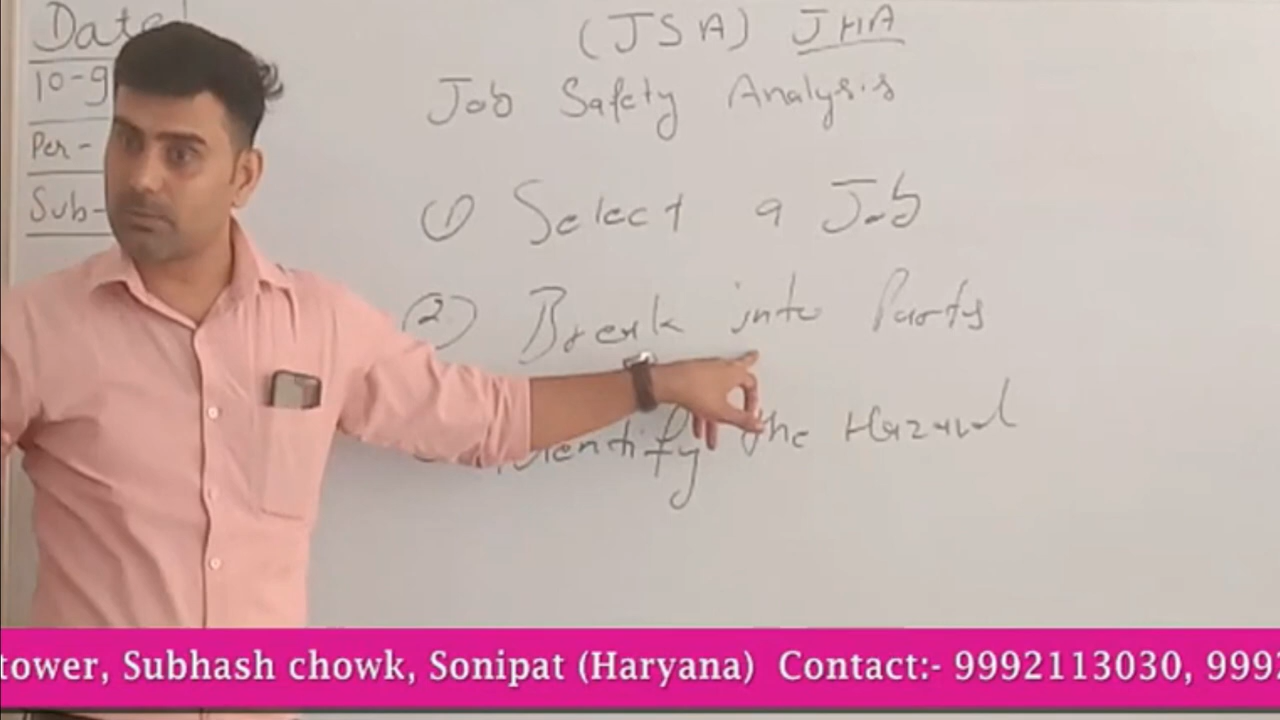 Date!
10-9
Per-
Sub-
(JSA) JHA
Job Safety Analysis
(1) Select a Job
(2) Break into Parts
Identify the Hazard
tower, Subhash chowk, Sonipat (Haryana) Contact:- 9992113030, 9992